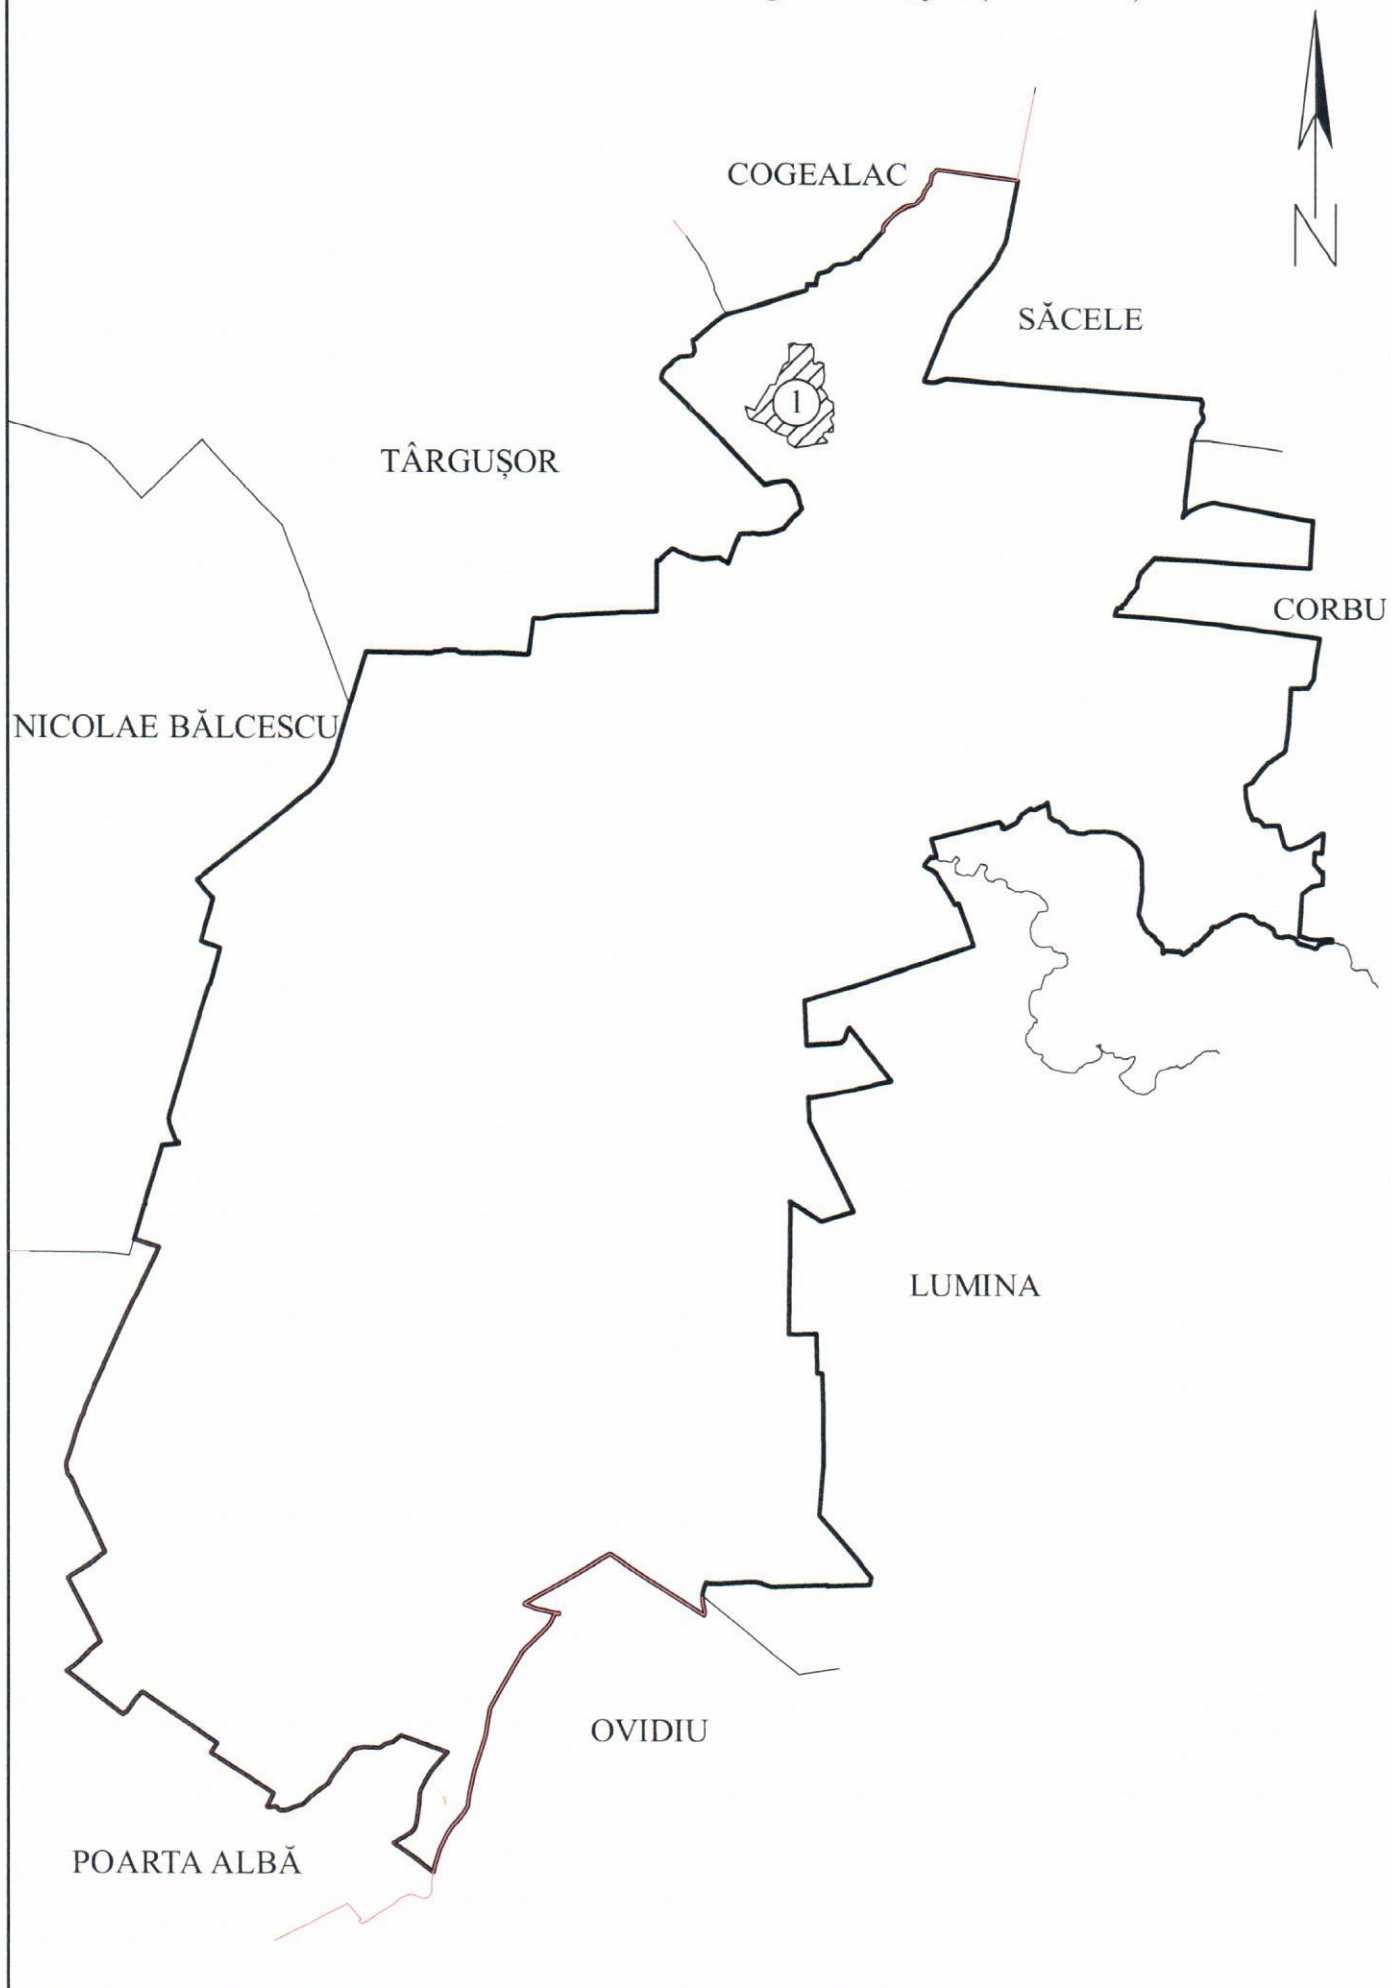 COGEALAC
N
SĂCELE
1
TÂRGUȘOR
CORBU
NICOLAE BĂLCESCU
LUMINA
OVIDIU
POARTA ALBĂ